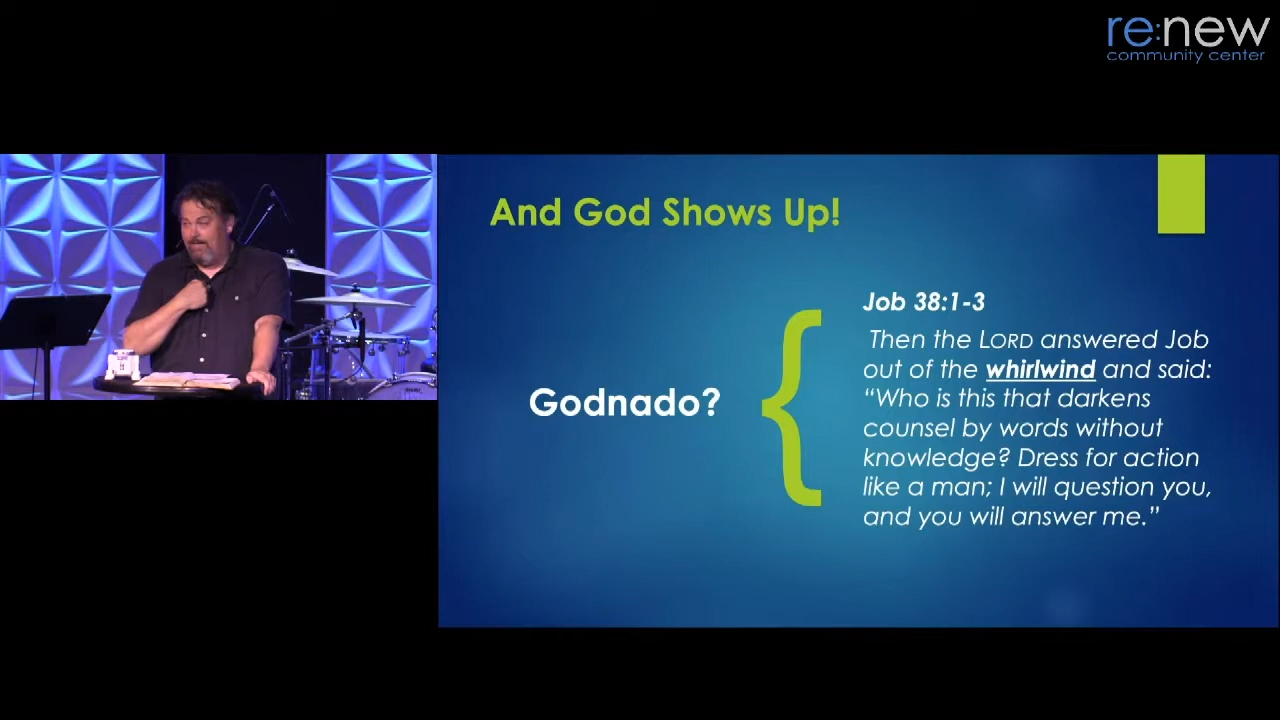 re:new
community center
And God Shows Up!
Godnado?
Job 38:1-3
Then the LORD answered Job
out of the whirlwind and said:
“Who is this that darkens
counsel by words without
knowledge? Dress for action
like a man; I will question you,
and you will answer me.”